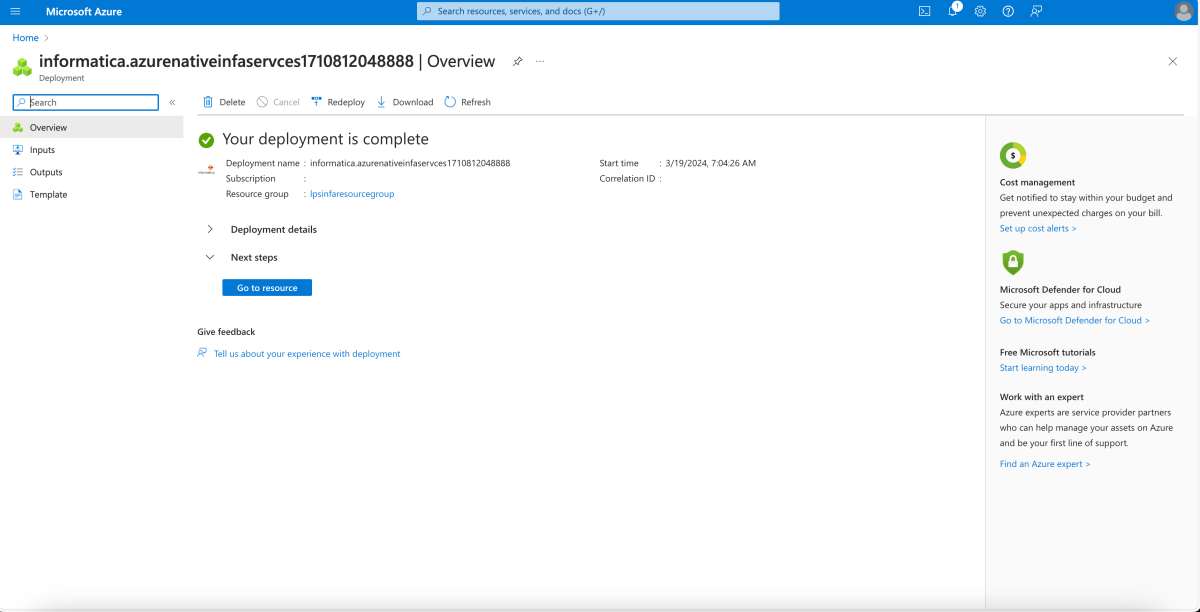 Microsoft Azure
Search resources, services, and docs (G+/)
1
Home >
informatica.azurenativeinfaservces1710812048888 | Overview
Deployment
Search
«
Delete
Cancel
Redeploy
Download
Refresh
Overview
Inputs
Outputs
Template
Your deployment is complete
Deployment name : informatica.azurenativeinfaservces1710812048888
Subscription :
Resource group : lpsinfaresourcegroup
Start time : 3/19/2024, 7:04:26 AM
Correlation ID :
Deployment details
Next steps
Go to resource
Give feedback
Tell us about your experience with deployment
$
Cost management
Get notified to stay within your budget and
prevent unexpected charges on your bill.
Set up cost alerts >
Microsoft Defender for Cloud
Secure your apps and infrastructure
Go to Microsoft Defender for Cloud >
Free Microsoft tutorials
Start learning today >
Work with an expert
Azure experts are service provider partners
who can help manage your assets on Azure
and be your first line of support.
Find an Azure expert >